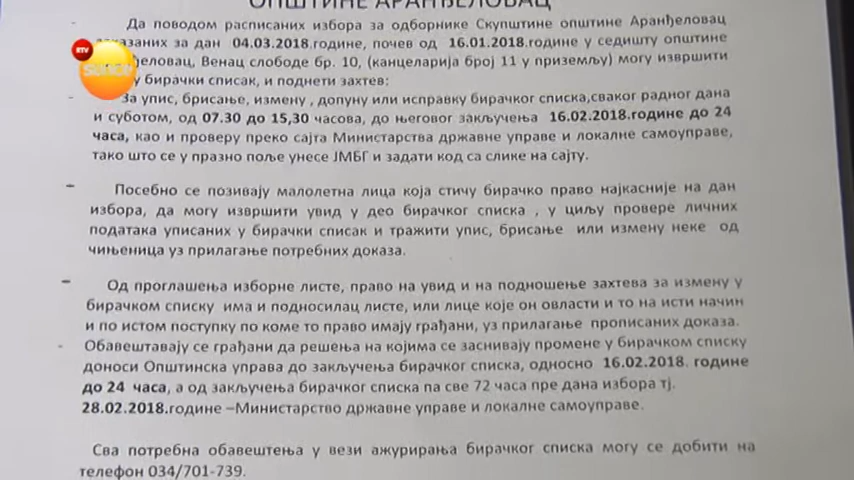 ОПШТИНЕ АРАНЂЕЛОВАЦ
- Да поводом расписаних избора за одборнике Скупштине општине Аранђеловац
заказаних за дан 04.03.2018.године, почев од 16.01.2018.године у седишту општине
Аранђеловац, Венац слободе бр. 10, (канцеларија број 11 у приземљу) могу извршити
у бирачки списак, и поднети захтев:
- За упис, брисање, измену , допуну или исправку бирачког списка,сваког радног дана
и суботом, од 07.30 до 15,30 часова, до његовог закључења 16.02.2018.године до 24
часа, као и проверу преко сајта Министарства државне управе и локалне самоуправе,
тако што се у празно поље унесе ЈМБГ и задати код са слике на сајту.
- Посебно се позивају малолетна лица која стичу бирачко право најкасније на дан
избора, да могу извршити увид у део бирачког списка , у циљу провере личних
података уписаних у бирачки списак и тражити упис, брисање или измену неке од
чињеница уз прилагање потребних доказа.
- Од проглашења изборне листе, право на увид и на подношење захтева за измену у
бирачком списку има и подносилац листе, или лице које он овласти и то на исти начин
и по истом поступку по коме то право имају грађани, уз прилагање прописаних доказа.
- Обавештавају се грађани да решења на којима се заснивају промене у бирачком списку
доноси Општинска управа до закључења бирачког списка, односно 16.02.2018. године
до 24 часа, а од закључења бирачког списка па све 72 часа пре дана избора тј.
28.02.2018.године –Министарство државне управе и локалне самоуправе.
Сва потребна обавештења у вези ажурирања бирачког списка могу се добити на
телефон 034/701-739.
RTV
sunce